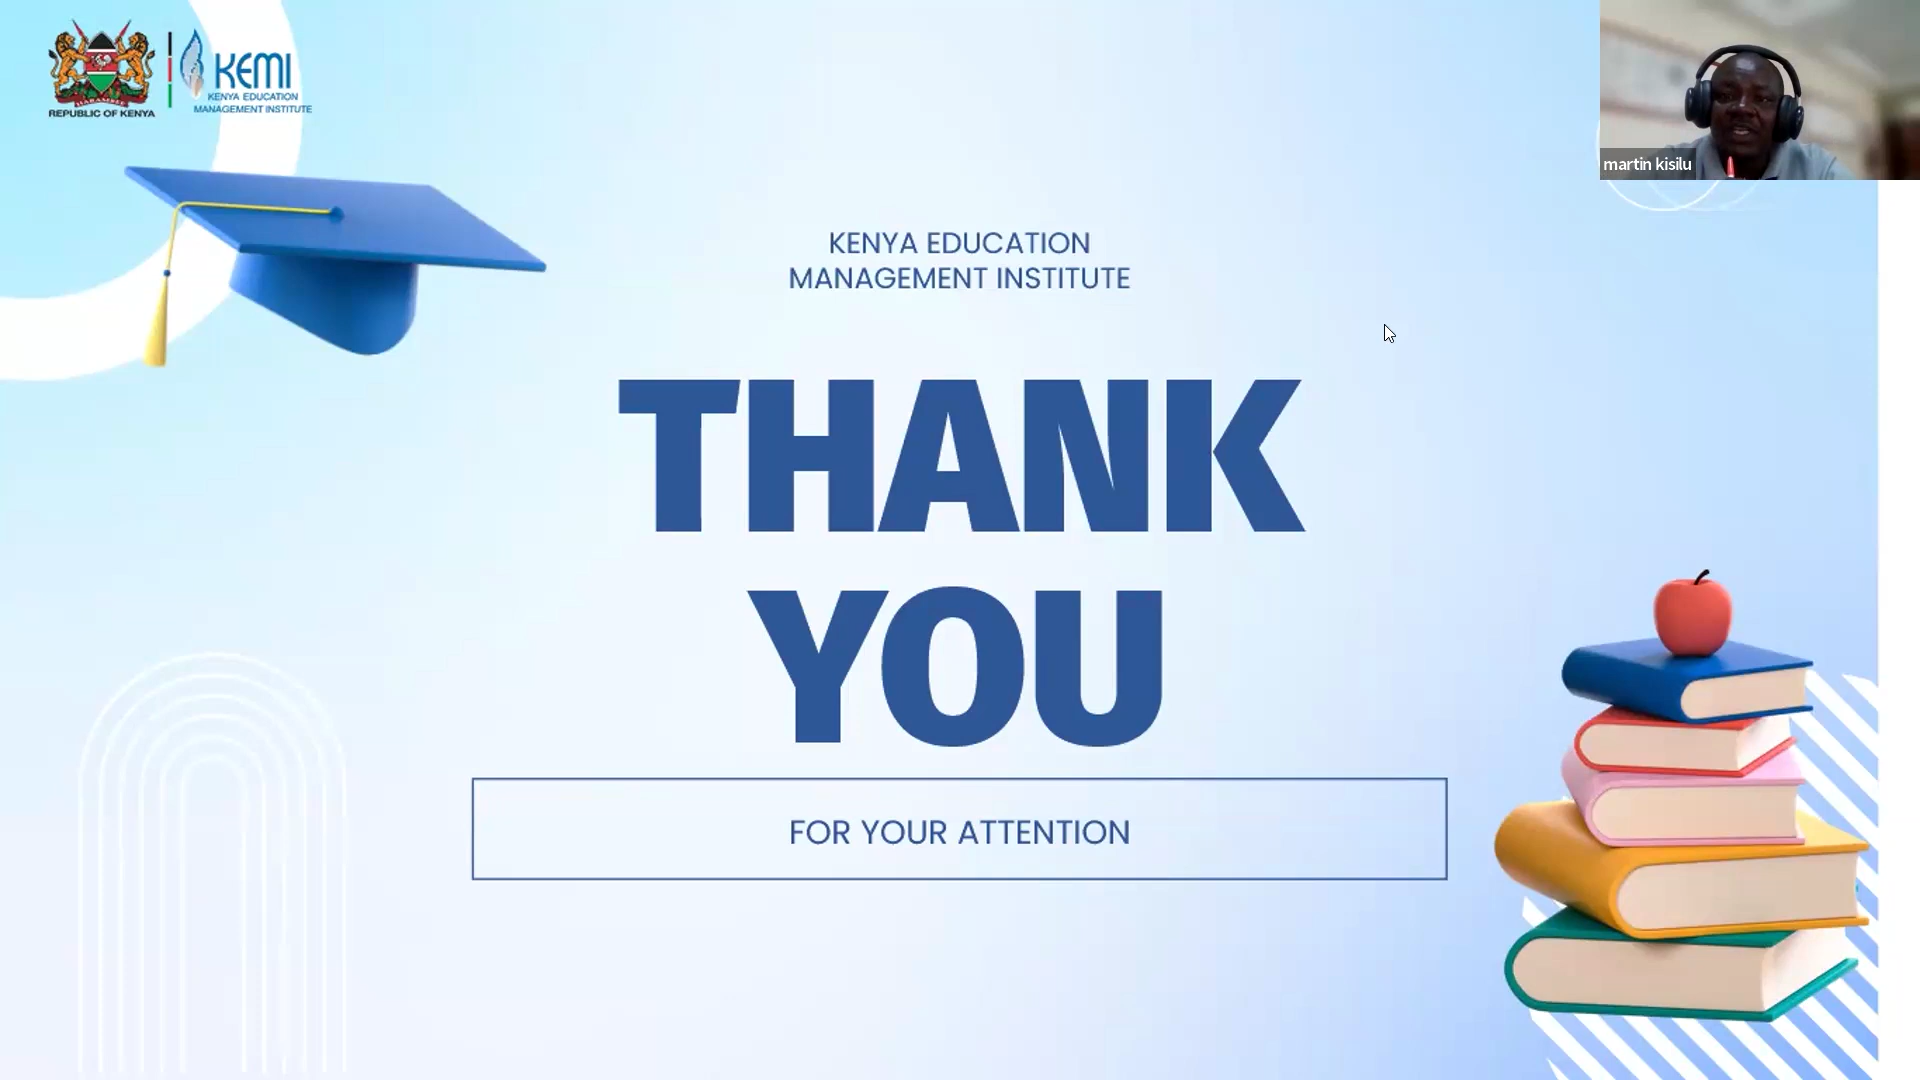 HARAMBEE
REPUBLIC OF KENYA
KEMI
KENYA EDUCATION
MANAGEMENT INSTITUTE
martin kisilu
KENYA EDUCATION
MANAGEMENT INSTITUTE
THANK
YOU
FOR YOUR ATTENTION